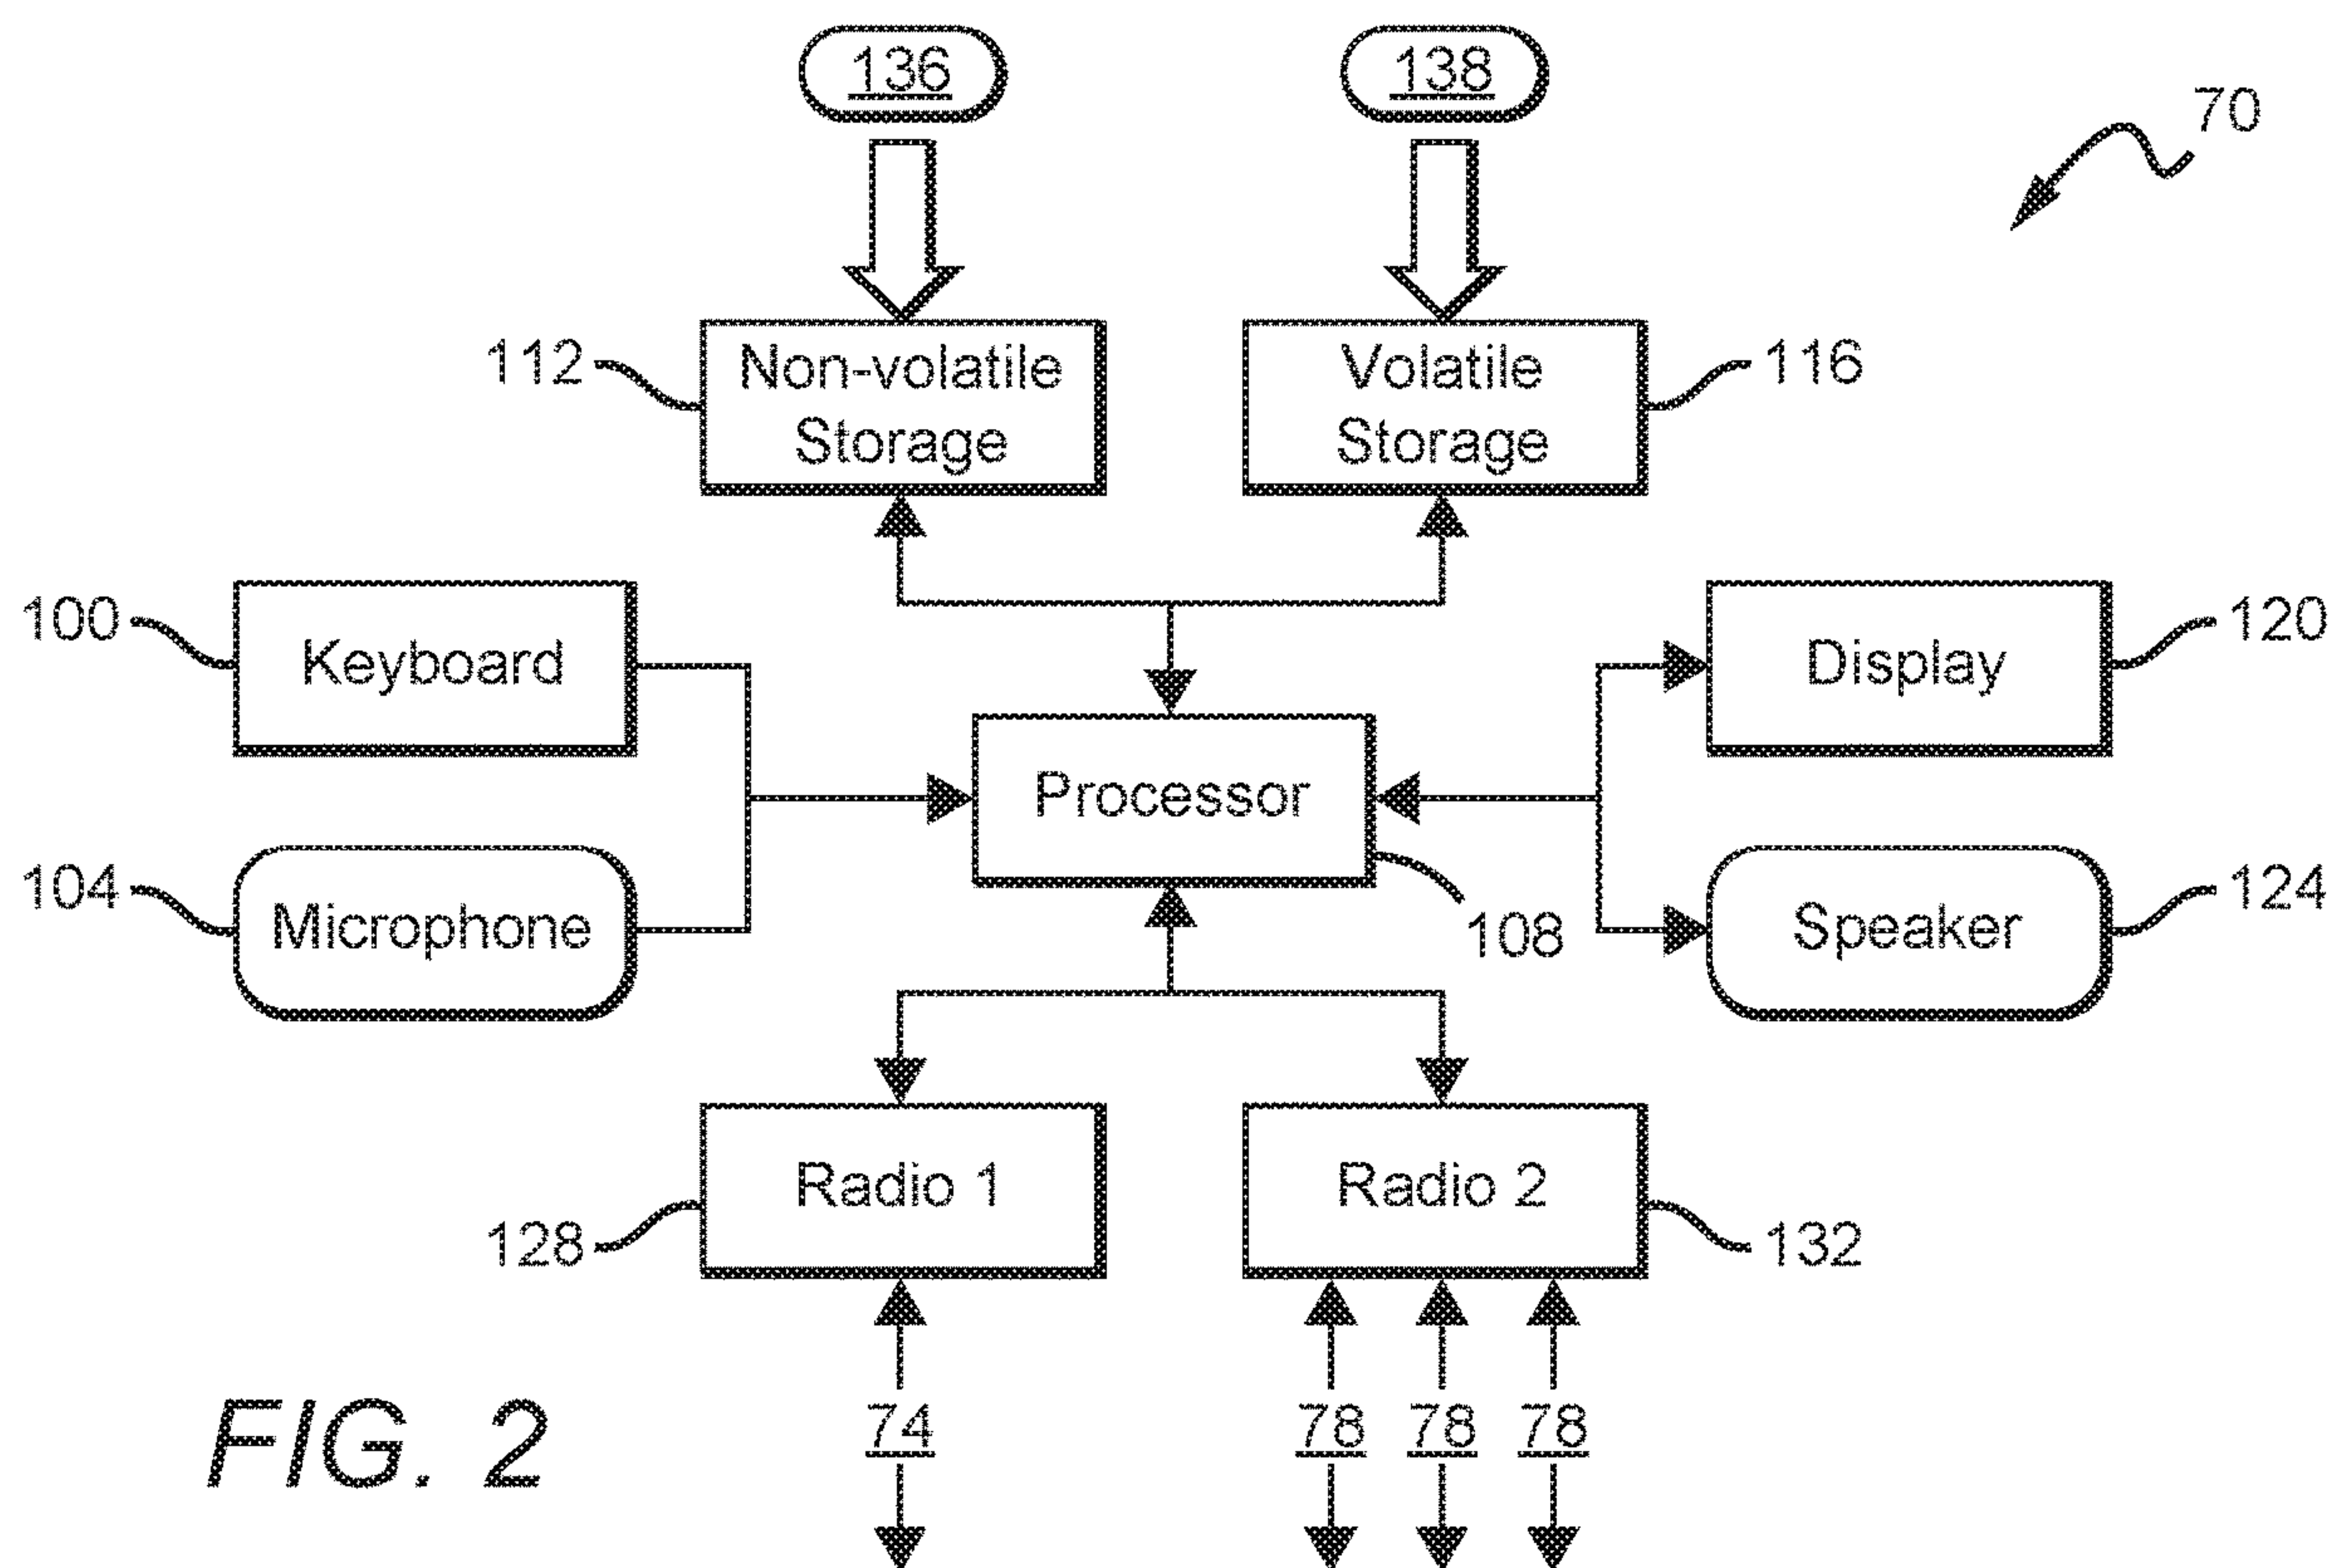 136
138
70
112
Non-volatile
Storage
Volatile
Storage
116
100
Keyboard
Display
120
Processor
104
Microphone
108
Speaker
124
Radio 1
Radio 2
128
132
74
78
78
78
FIG. 2